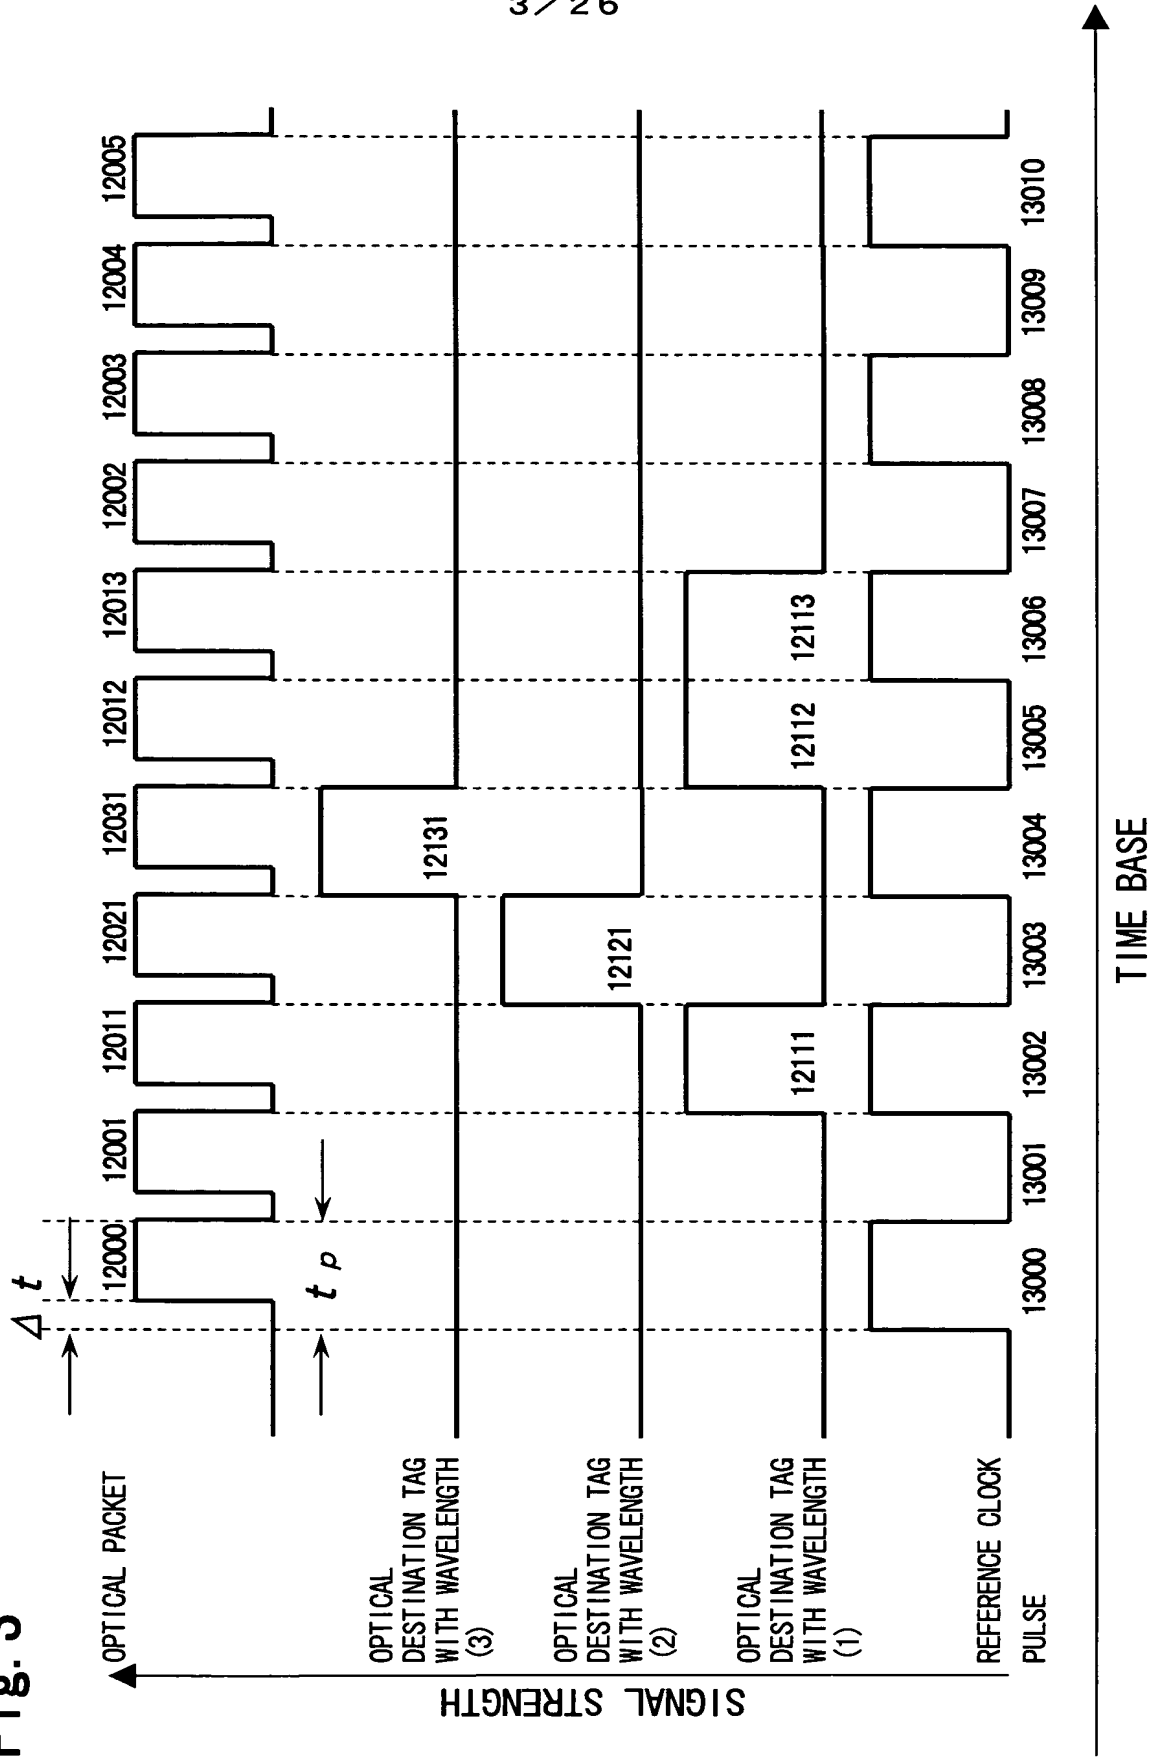 3/26
Fig. 3
SIGNAL STRENGTH
OPTICAL PACKET
12000
12001
12011
12021
12031
12012
12013
12002
12003
12004
12005
Δt
tp
OPTICAL
DESTINATION TAG
WITH WAVELENGTH
(3)
12131
OPTICAL
DESTINATION TAG
WITH WAVELENGTH
(2)
12121
OPTICAL
DESTINATION TAG
WITH WAVELENGTH
(1)
12111
12112
12113
REFERENCE CLOCK
PULSE
13000
13001
13002
13003
13004
13005
13006
13007
13008
13009
13010
TIME BASE